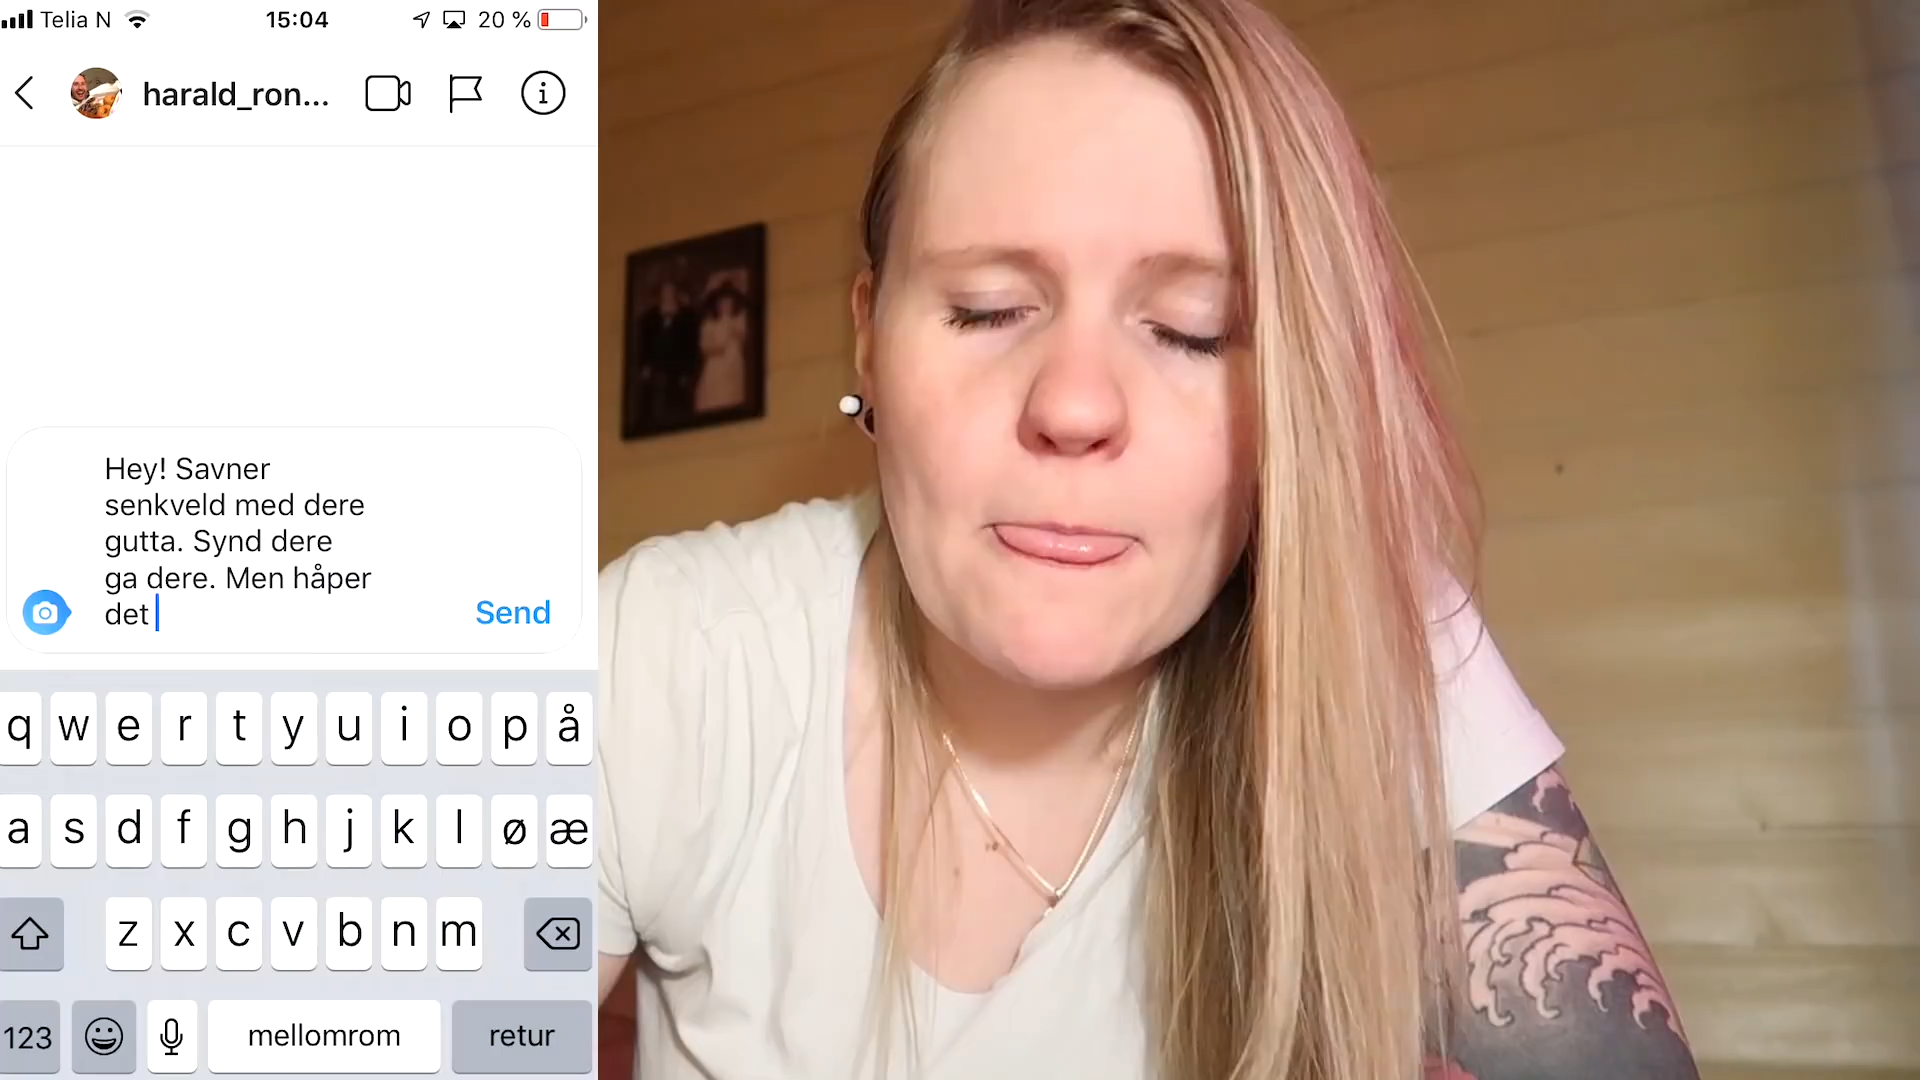 Telia N 15:04 20 %
harald_ron...
Hey! Savner
senkveld med dere
gutta. Synd dere
ga dere. Men håper
det
Send
q w e r t y u i o p å
a s d f g h j k l ø æ
z x c v b n m
123 mellomrom retur